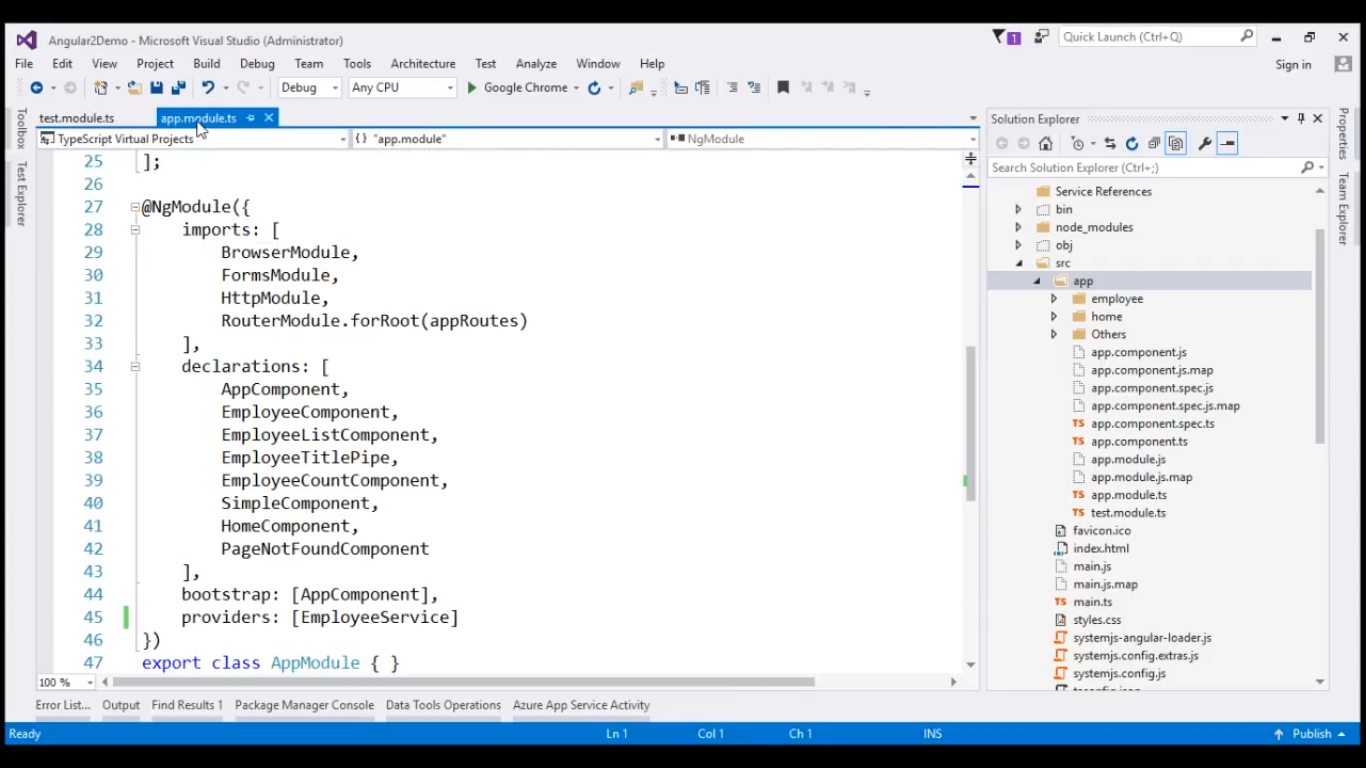 Angular2Demo - Microsoft Visual Studio (Administrator)
1
Quick Launch (Ctrl+Q)
File Edit View Project Build Debug Team Tools Architecture Test Analyze Window Help
Sign in
Debug Any CPU Google Chrome
Toolbox
Test Explorer
test.module.ts app.module.ts
TypeScript Virtual Projects {} "app.module" NgModule
25 ];
26
27 @NgModule({
28 imports: [
29 BrowserModule,
30 FormsModule,
31 HttpModule,
32 RouterModule.forRoot(appRoutes)
33 ],
34 declarations: [
35 AppComponent,
36 EmployeeComponent,
37 EmployeeListComponent,
38 EmployeeTitlePipe,
39 EmployeeCountComponent,
40 SimpleComponent,
41 HomeComponent,
42 PageNotFoundComponent
43 ],
44 bootstrap: [AppComponent],
45 providers: [EmployeeService]
46 })
47 export class AppModule { }
100 %
Solution Explorer
Search Solution Explorer (Ctrl+;)
Service References
bin
node_modules
obj
src
app
employee
home
Others
app.component.js
app.component.js.map
app.component.spec.js
app.component.spec.js.map
TS app.component.spec.ts
TS app.component.ts
app.module.js
app.module.js.map
TS app.module.ts
TS test.module.ts
favicon.ico
index.html
main.js
main.js.map
TS main.ts
styles.css
systemjs-angular-loader.js
systemjs.config.extras.js
systemjs.config.js
Properties
Team Explorer
Error List... Output Find Results 1 Package Manager Console Data Tools Operations Azure App Service Activity
Ready Ln 1 Col 1 Ch 1 INS Publish